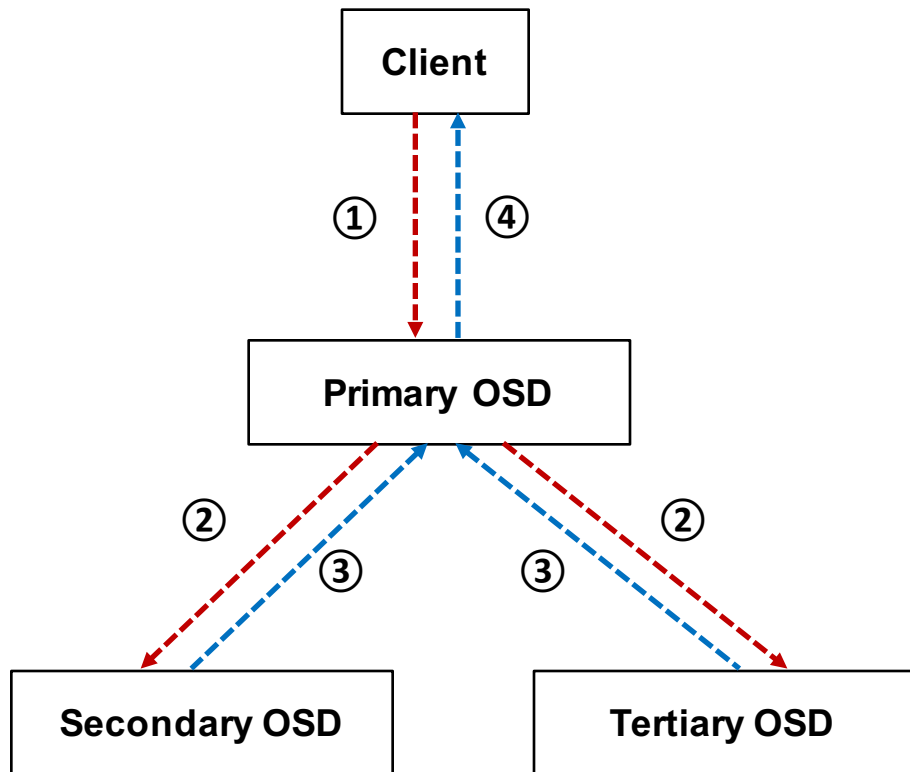 Client
① ④
Primary OSD
② ②
③ ③
Secondary OSD Tertiary OSD